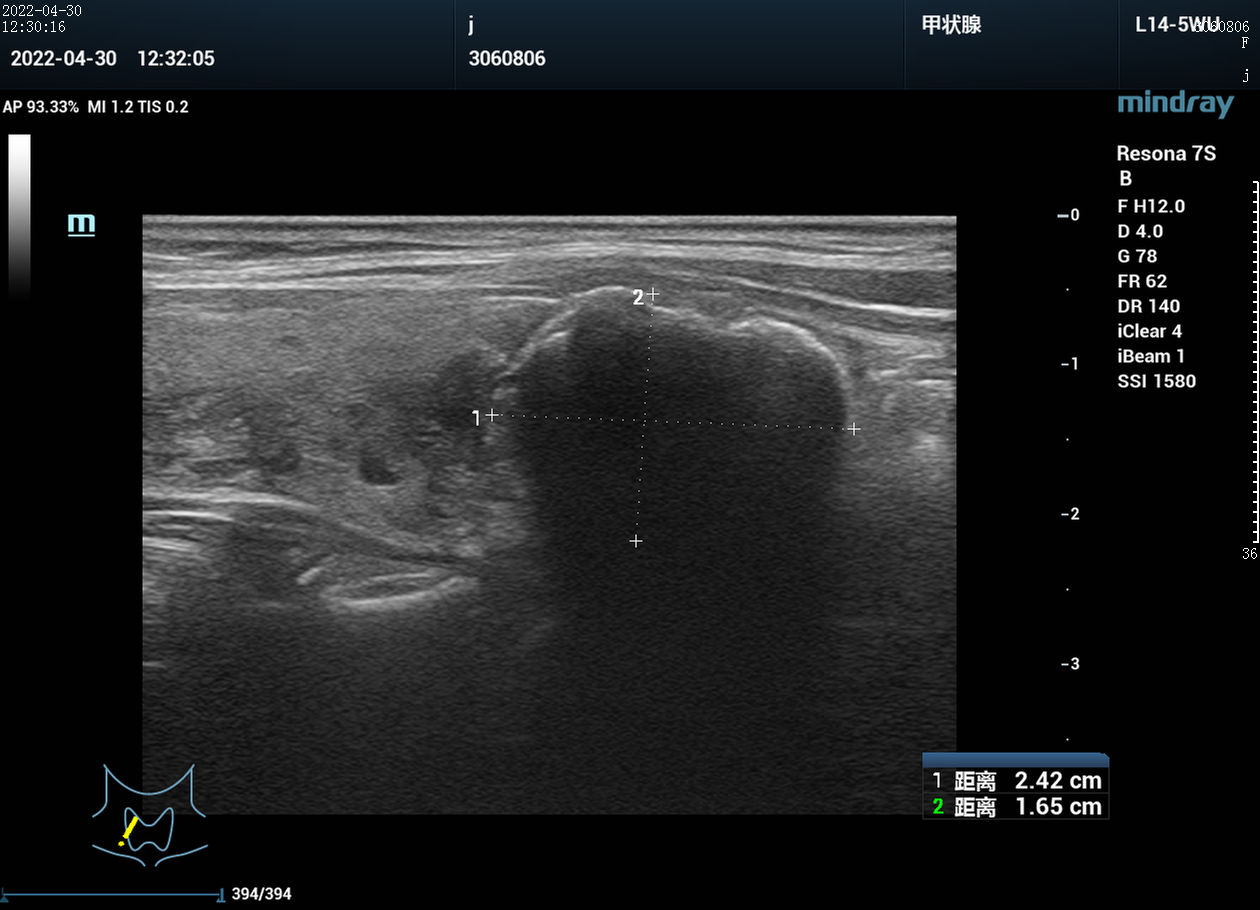 2022-04-30
12:30:16
2022-04-30 12:32:05
j
3060806
甲状腺
L14-5WU
3060806
F
j
AP 93.33% MI 1.2 TIS 0.2
mindray
m
Resona 7S
B
F H12.0
D 4.0
G 78
FR 62
DR 140
iClear 4
iBeam 1
SSI 1580
0
-1
-2
-3
36
2
1
1 距离 2.42 cm
2 距离 1.65 cm
394/394